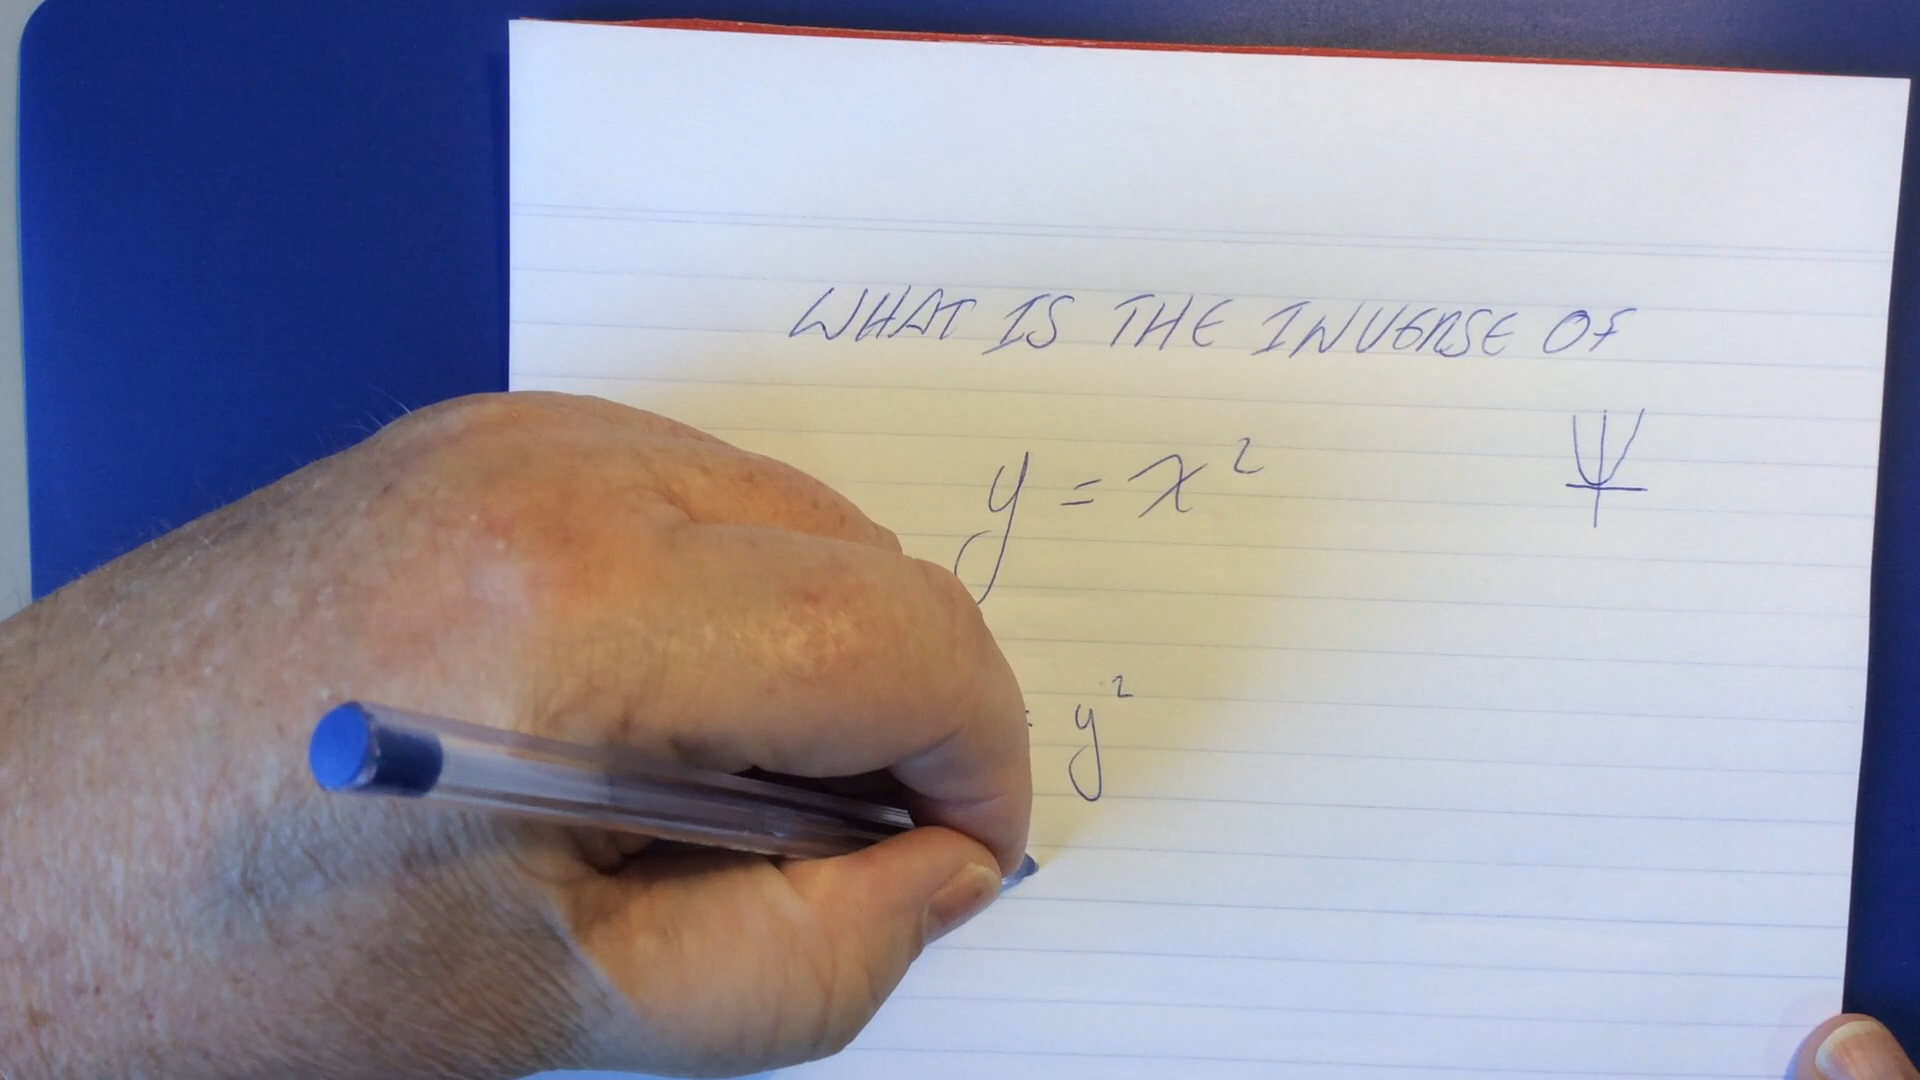 WHAT IS THE INVERSE OF
y = x²
= y²